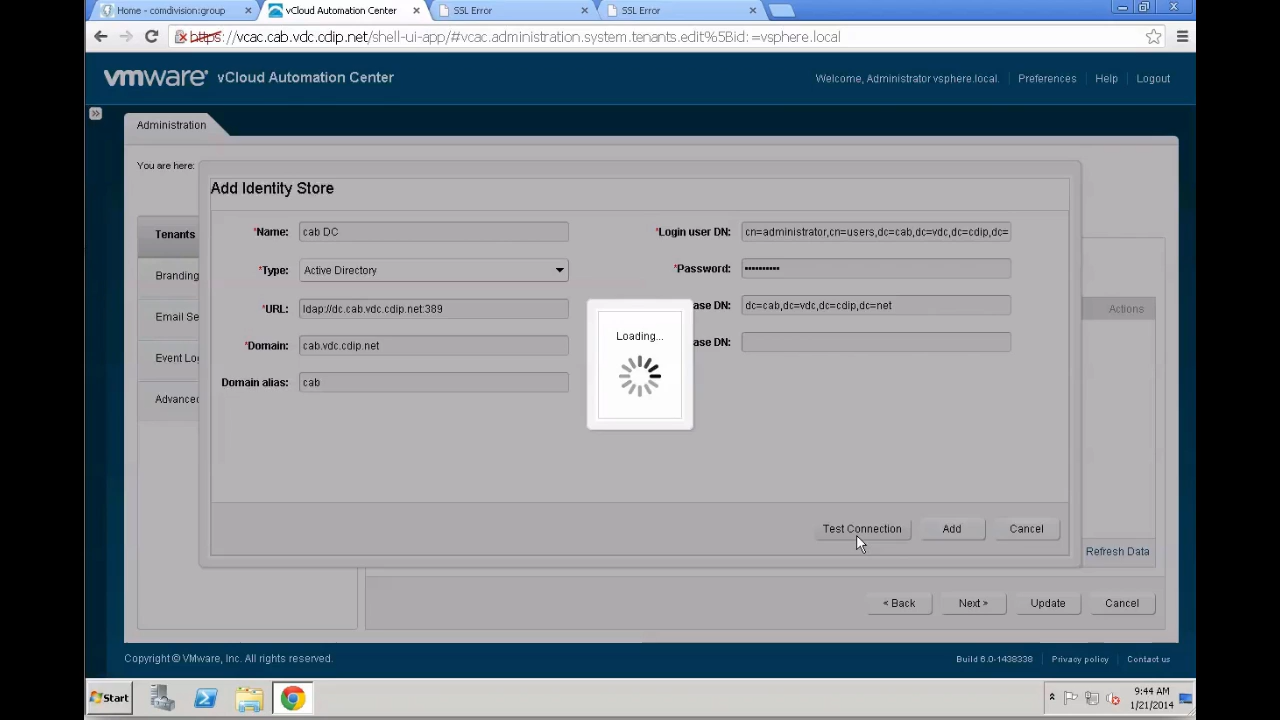 Home - comdivision:group
vCloud Automation Center
SSL Error
SSL Error
https://vcac.cab.vdc.cdip.net/shell-ui-app/#vcac.administration.system.tenants.edit%5Bid: =vsphere.local
vmware® vCloud Automation Center
Welcome, Administrator vsphere.local. Preferences Help Logout
Administration
You are here:
Add Identity Store
Tenants
Branding
Email Se
Event Log
Advanced
*Name: cab DC
*Type: Active Directory
*URL: ldap://dc.cab.vdc.cdip.net:389
*Domain: cab.vdc.cdip.net
Domain alias: cab
*Login user DN: cn=administrator,cn=users,dc=cab,dc=vdc,dc=cdip,dc=
*Password: ••••••••••
ase DN: dc=cab,dc=vdc,dc=cdip,dc=net
ase DN:
Loading...
Actions
Test Connection Add Cancel
Refresh Data
< Back Next > Update Cancel
Copyright © VMware, Inc. All rights reserved.
Build 6.0-1438338 Privacy policy Contact us
Start
9:44 AM
1/21/2014